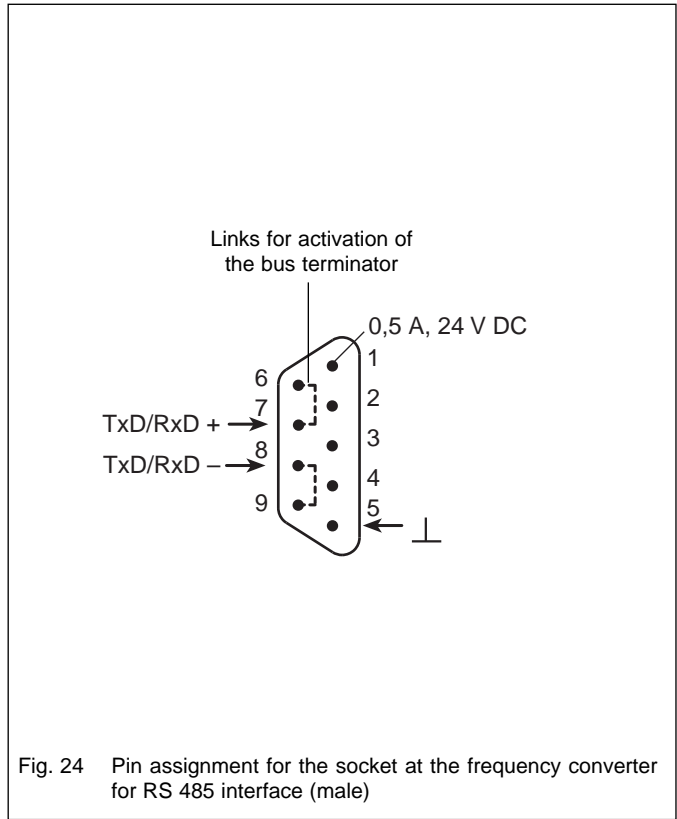 Links for activation of
the bus terminator
0,5 A, 24 V DC
1
6
2
7
TxD/RxD +
3
8
TxD/RxD –
4
9
5
Fig. 24 Pin assignment for the socket at the frequency converter
for RS 485 interface (male)